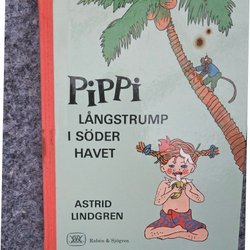 PiPPi
LÅNGSTRUMP
I SÖDER
HAVET
ASTRID
LINDGREN
Rabén & Sjögren